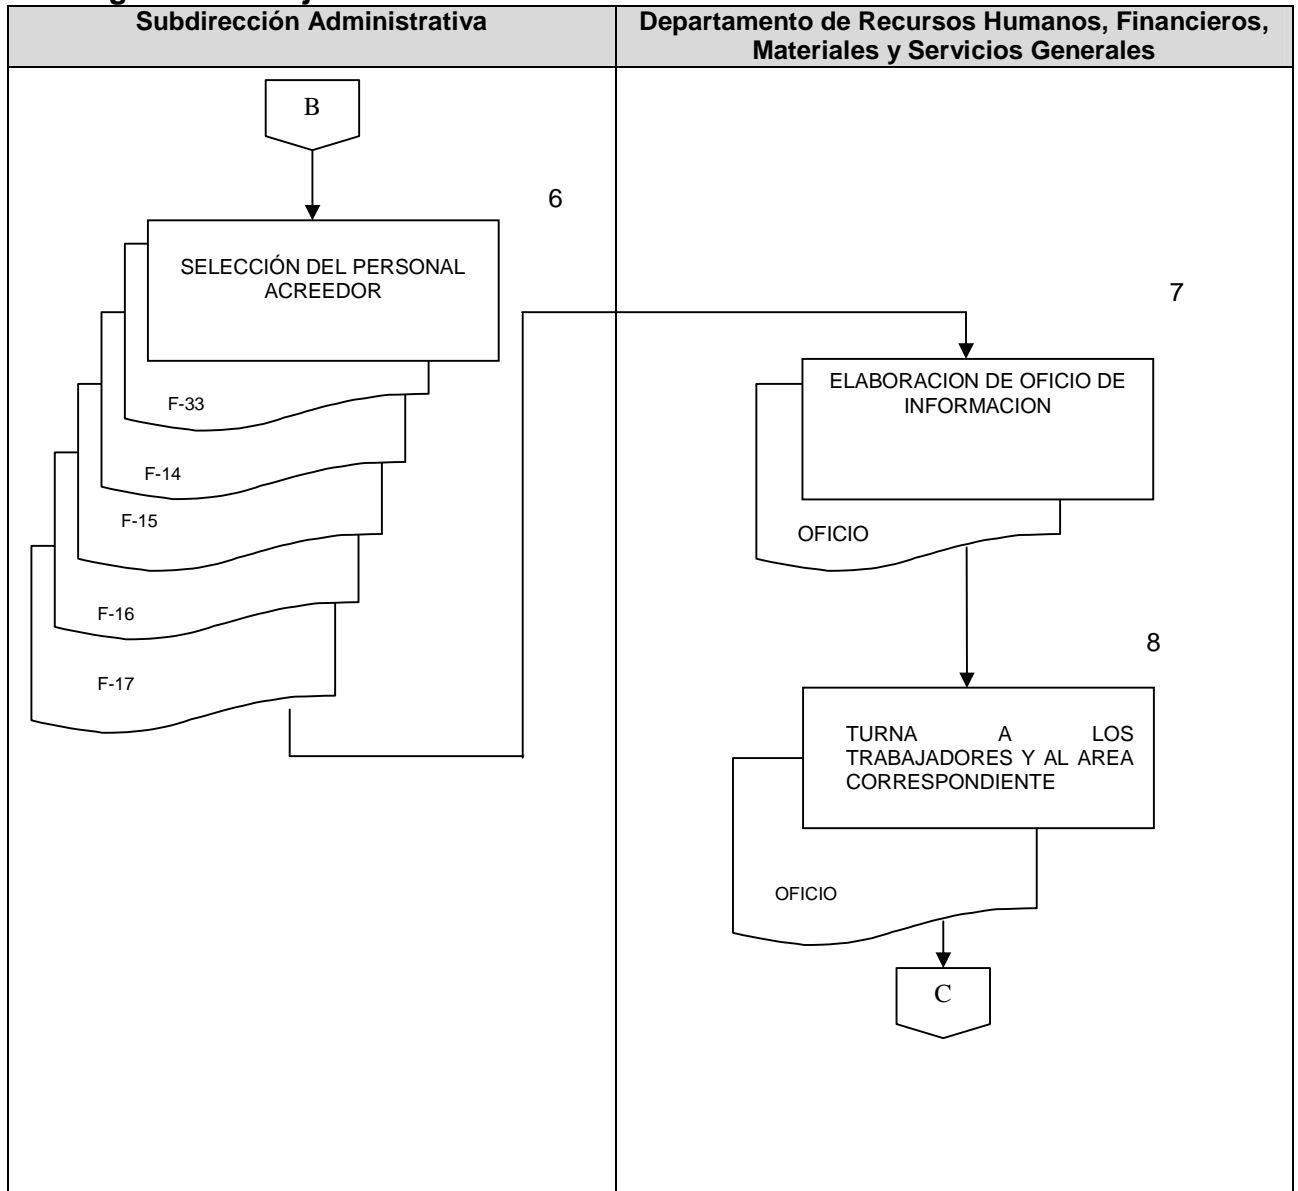 Subdirección Administrativa
Departamento de Recursos Humanos, Financieros,
Materiales y Servicios Generales
B
6
SELECCIÓN DEL PERSONAL
ACREEDOR
F-33
F-14
F-15
F-16
F-17
7
ELABORACION DE OFICIO DE
INFORMACION
OFICIO
8
TURNA A LOS
TRABAJADORES Y AL AREA
CORRESPONDIENTE
OFICIO
C